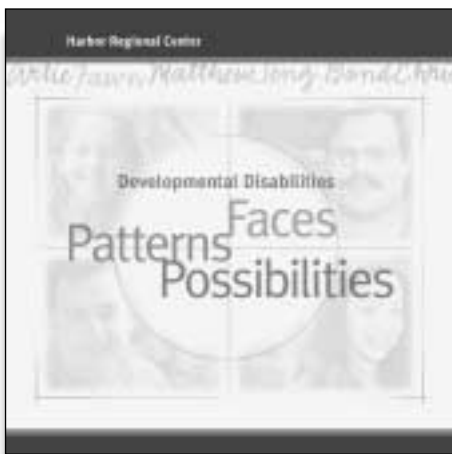 Harbor Regional Center
Matthew
Developmental Disabilities
Faces
Patterns
Possibilities